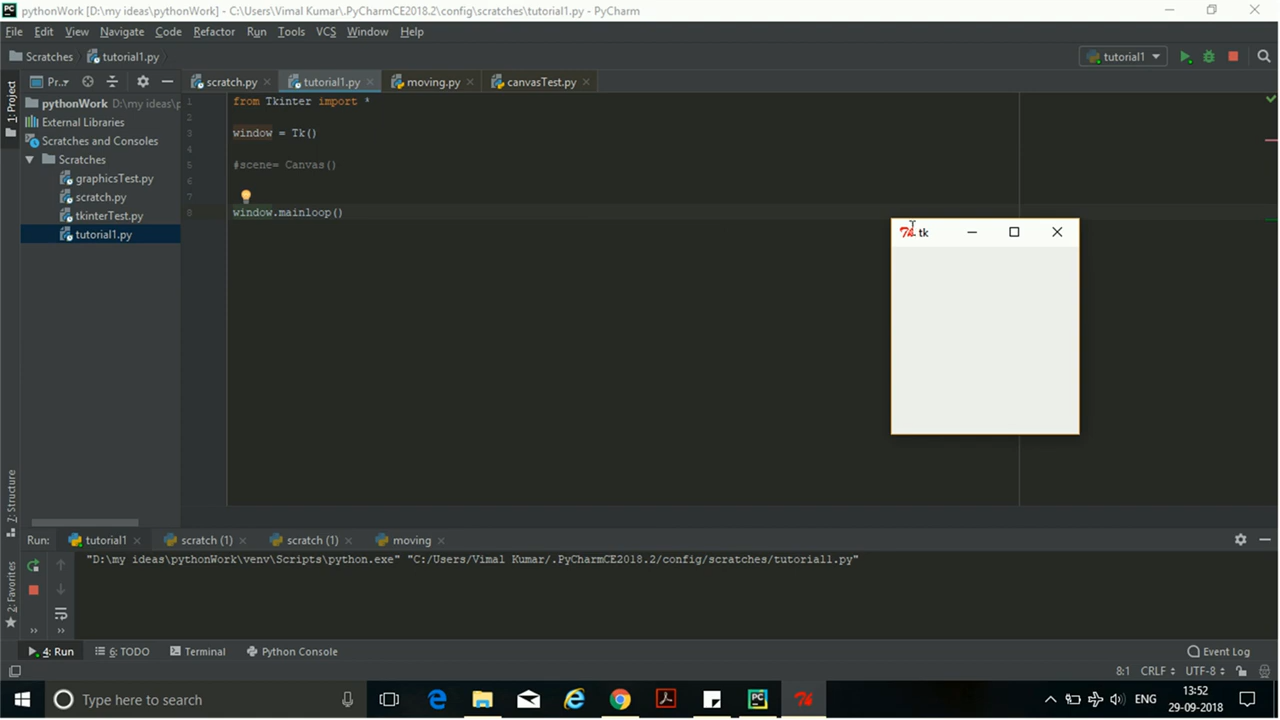 pythonWork [D:\my ideas\pythonWork] - C:\Users\Vimal Kumar\.PyCharmCE2018.2\config\scratches\tutorial1.py - PyCharm
File Edit View Navigate Code Refactor Run Tools VCS Window Help
Scratches tutorial1.py tutorial1
1: Project
Pr.. scratch.py tutorial1.py moving.py canvasTest.py
pythonWork D:\my ideas\p
External Libraries
Scratches and Consoles
Scratches
graphicsTest.py
scratch.py
tkinterTest.py
tutorial1.py
1 from Tkinter import *
2
3 window = Tk()
4
5 #scene= Canvas()
6
7
8 window.mainloop()
tk
7: Structure
2: Favorites
Run: tutorial1 scratch (1) scratch (1) moving
"D:\my ideas\pythonWork\venv\Scripts\python.exe" "C:/Users/Vimal Kumar/.PyCharmCE2018.2/config/scratches/tutorial1.py"
4: Run 6: TODO Terminal Python Console Event Log
8:1 CRLF UTF-8
Type here to search
ENG 13:52
29-09-2018